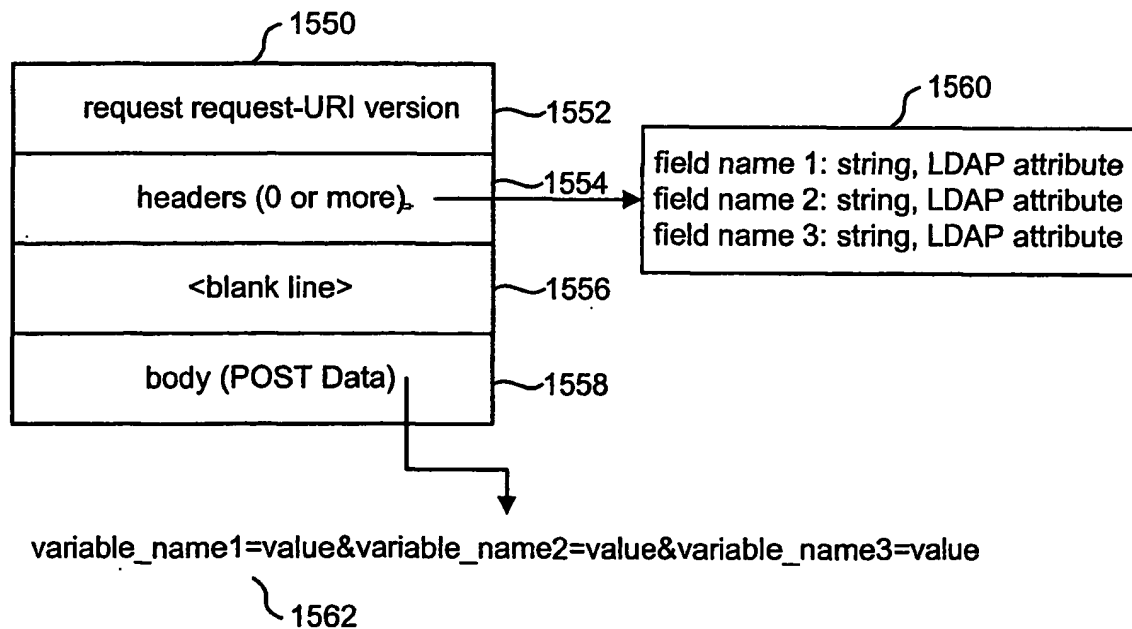 1550
request request-URI version
1552
1560
headers (0 or more)
1554
field name 1: string, LDAP attribute
field name 2: string, LDAP attribute
field name 3: string, LDAP attribute
<blank line>
1556
body (POST Data)
1558
variable_name1=value&variable_name2=value&variable_name3=value
1562